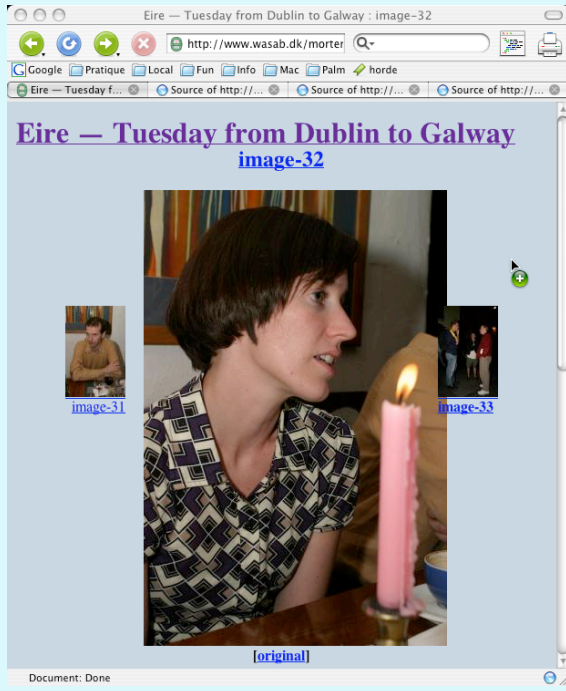 Eire — Tuesday from Dublin to Galway : image-32
http://www.wasab.dk/morter
Q-
Google Pratique Local Fun Info Mac Palm horde
Eire — Tuesday f... Source of http://... Source of http://... Source of http://...
Eire — Tuesday from Dublin to Galway
image-32
image-31
image-33
[original]
Document: Done